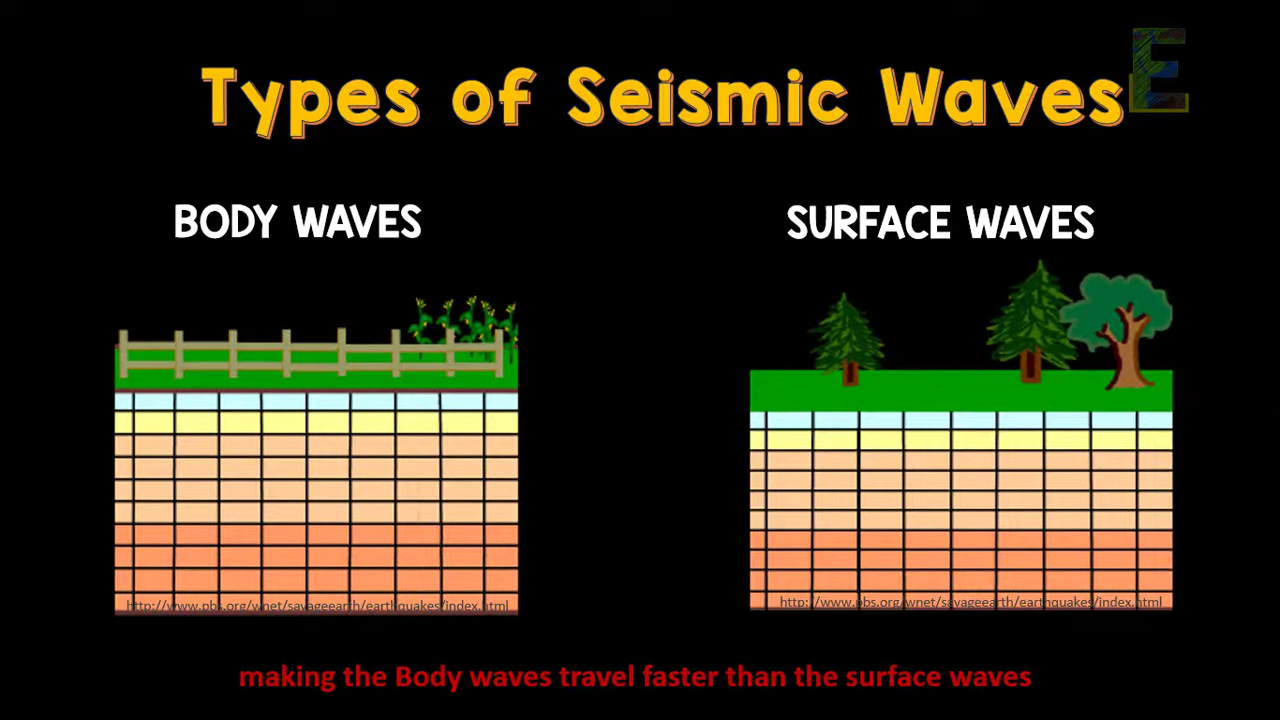 Types of Seismic Waves
E
BODY WAVES
SURFACE WAVES
http://www.pbs.org/wnet/savageearth/earthquakes/index.html
http://www.pbs.org/wnet/savageearth/earthquakes/index.html
making the Body waves travel faster than the surface waves